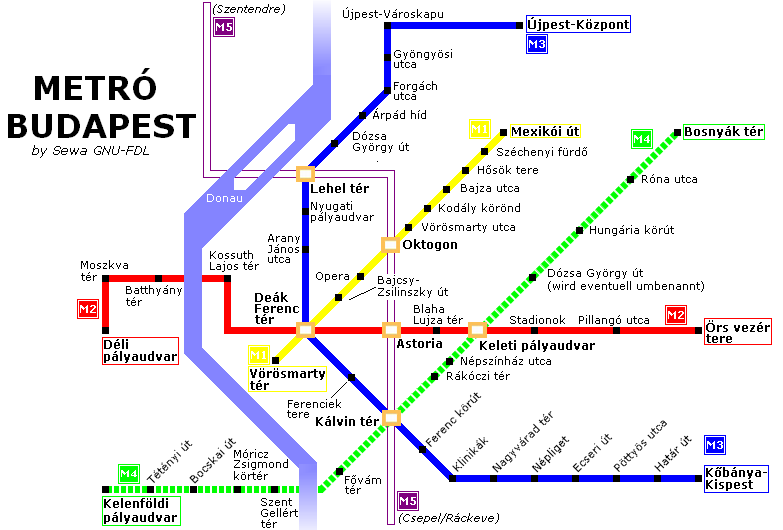 (Szentendre)
M5
Újpest-Városkapu
Újpest-Központ
M3
METRÓ
BUDAPEST
by Sewa GNU-FDL
Gyöngyösi
utca
Forgách
utca
Árpád híd
Dózsa
György út
M1
Mexikói út
M4
Bosnyák tér
Széchenyi fürdő
Hősök tere
Bajza utca
Kodály körönd
Vörösmarty utca
Róna utca
Lehel tér
Donau
Nyugati
pályaudvar
Hungária körút
Arany
János
utca
Oktogon
Moszkva
tér
Batthyány
tér
Kossuth
Lajos tér
Opera
Bajcsy-
Zsilinszky út
Dózsa György út
(wird eventuell umbenannt)
Deák
Ferenc
tér
M2
Déli
pályaudvar
Blaha
Lujza tér
Astoria
Keleti pályaudvar
Stadionok
Pillangó utca
M2
Örs vezér
tere
M1
Vörösmarty
tér
Népszínház utca
Rákóczi tér
Ferenciek
tere
Kálvin tér
Ferenc körút
Klinikák
Nagyvárad tér
Népliget
Ecseri út
Pöttyös utca
Határ út
M3
Kőbánya-
Kispest
M4
Kelenföldi
pályaudvar
Tétényi út
Bocskai út
Móricz
Zsigmond
körtér
Szent
Gellért
tér
Fővám
tér
M5
(Csepel/Ráckeve)